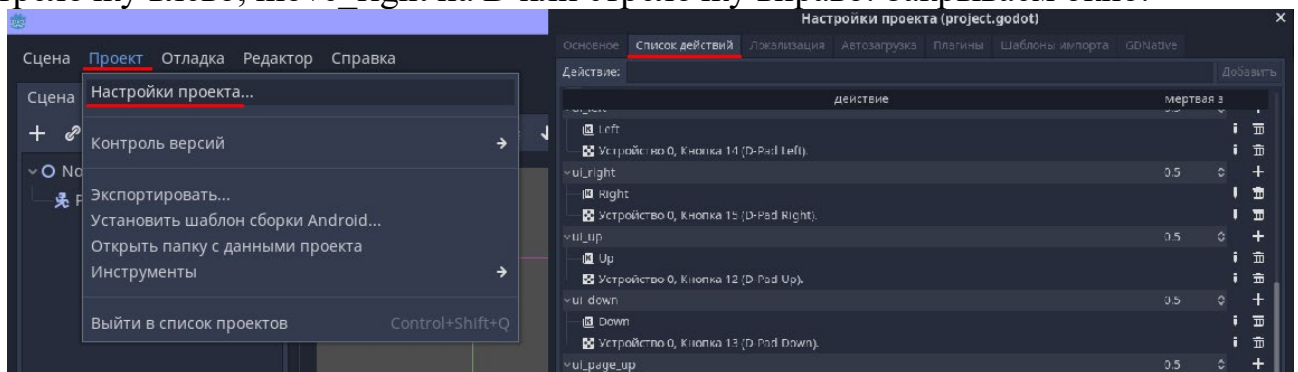 Настройки проекта (project.godot)
Сцена Проект Отладка Редактор Справка
Основное Список действий Локализация Автозагрузка Плагины Шаблоны импорта GDNative
Действие: Добавить
Сцена
Настройки проекта...
действие мертвая з
Контроль версий
Left
Устройство 0, Кнопка 14 (D-Pad Left).
ui_right 0.5
Экспортировать...
Right
Установить шаблон сборки Android...
Устройство 0, Кнопка 15 (D-Pad Right).
Открыть папку с данными проекта
ui_up 0.5
Инструменты
Up
Устройство 0, Кнопка 12 (D-Pad Up).
ui_down 0.5
Выйти в список проектов Control+Shift+Q
Down
Устройство 0, Кнопка 13 (D-Pad Down).
ui_page_up 0.5